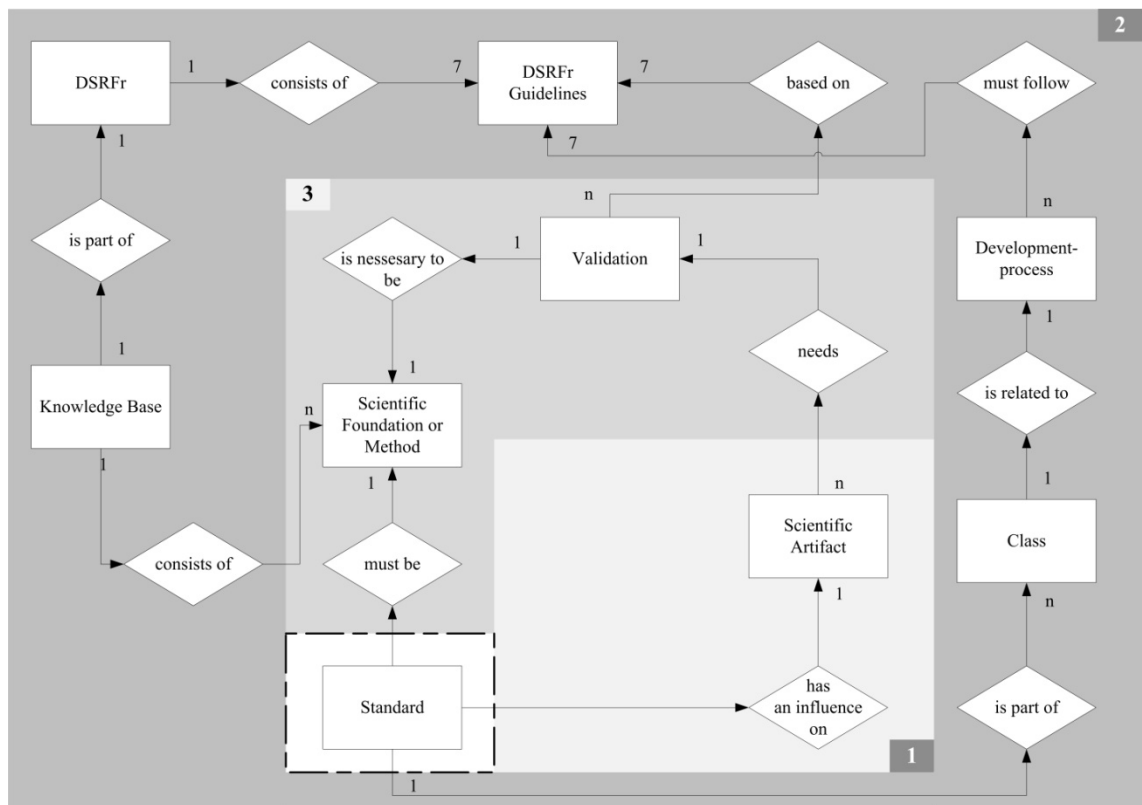 2
1
1
7
7
DSRFr
consists of
DSRFr
Guidelines
based on
must follow
1
7
3
n
n
is part of
1
1
is nessesary to
be
Validation
Development-
process
1
1
1
needs
Knowledge Base
n
Scientific
Foundation or
Method
is related to
1
1
n
1
Scientific
Artifact
Class
consists of
must be
1
n
Standard
has
an influence
on
is part of
1
1